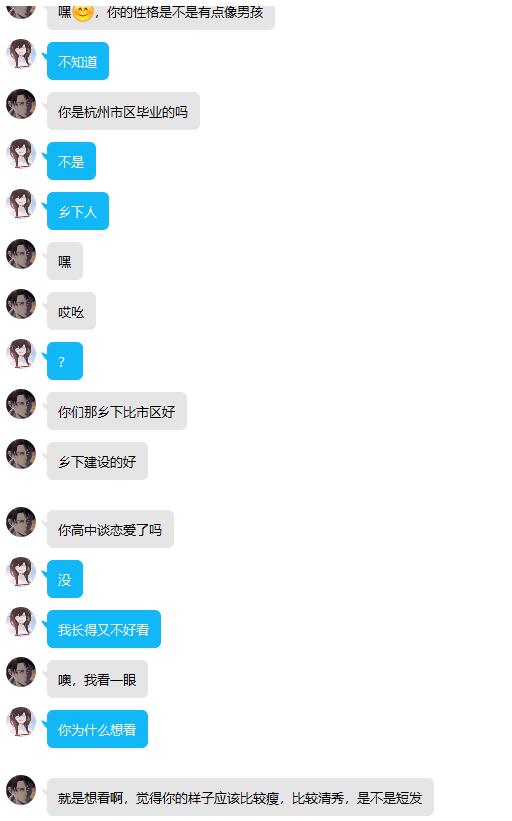 嘿😊，你的性格是不是有点像男孩
不知道
你是杭州市区毕业的吗
不是
乡下人
嘿
哎吆
？
你们那乡下比市区好
乡下建设的好
你高中谈恋爱了吗
没
我长得又不好看
噢，我看一眼
你为什么想看
就是想看啊，觉得你的样子应该比较瘦，比较清秀，是不是短发